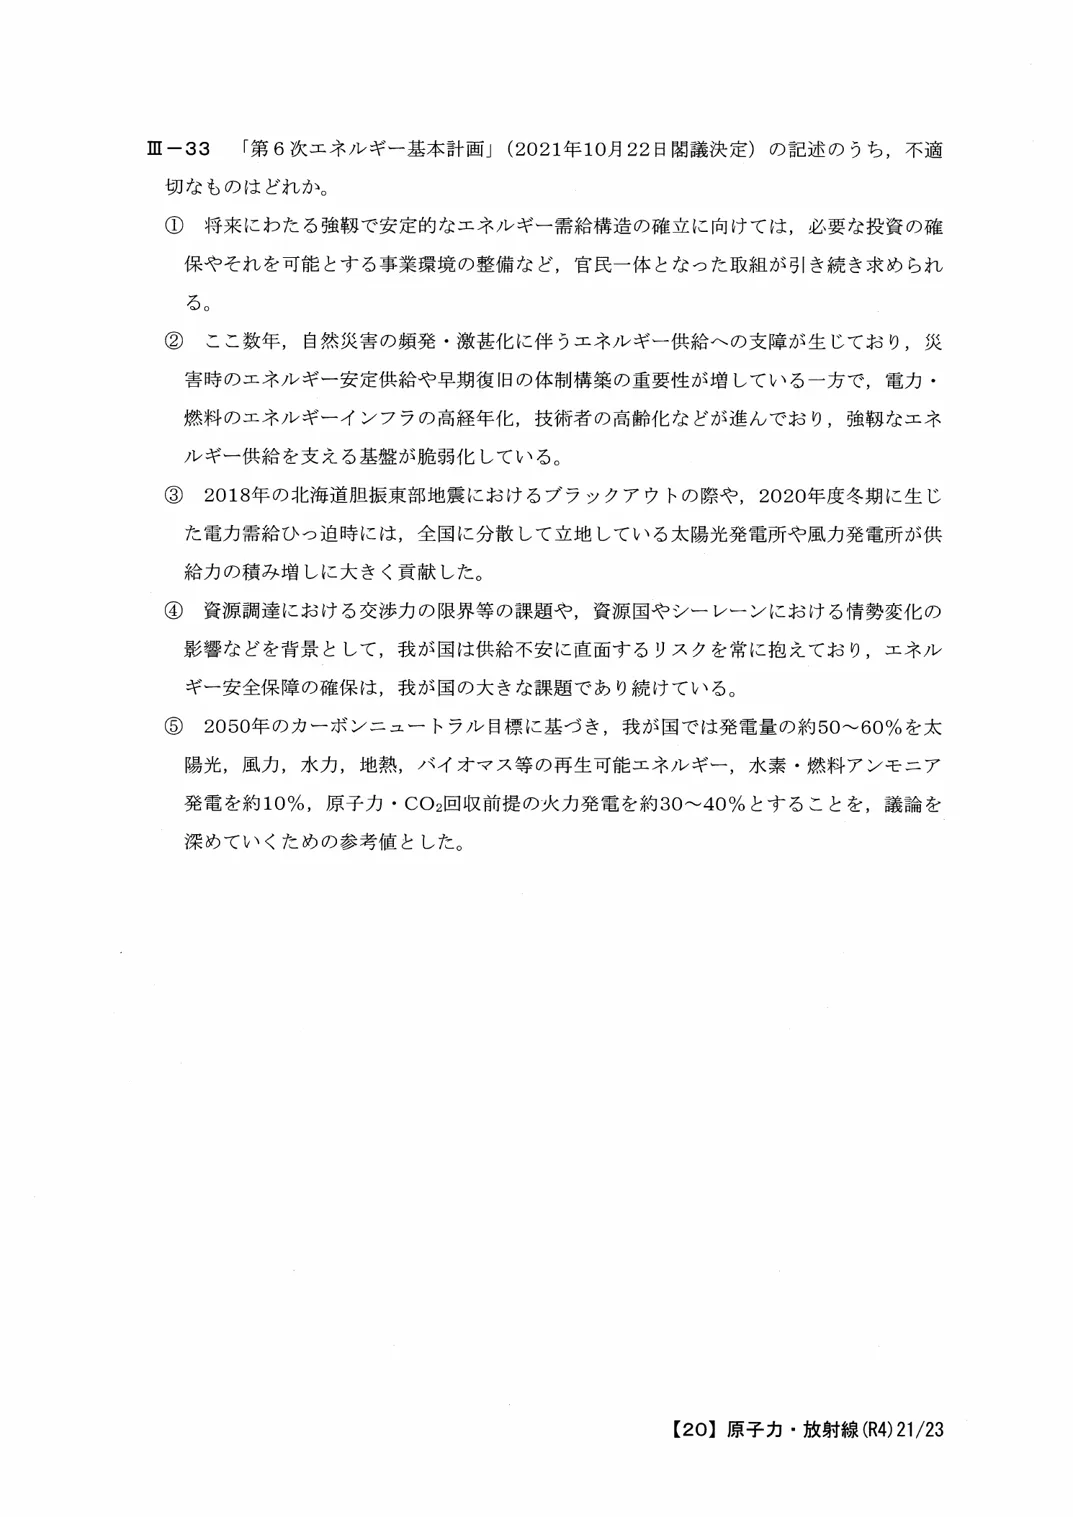 Ⅲ－33　「第６次エネルギー基本計画」（2021年10月22日閣議決定）の記述のうち，不適
切なものはどれか。
①　将来にわたる強靱で安定的なエネルギー需給構造の確立に向けては，必要な投資の確
保やそれを可能とする事業環境の整備など，官民一体となった取組が引き続き求められ
る。
②　ここ数年，自然災害の頻発・激甚化に伴うエネルギー供給への支障が生じており，災
害時のエネルギー安定供給や早期復旧の体制構築の重要性が増している一方で，電力・
燃料のエネルギーインフラの高経年化，技術者の高齢化などが進んでおり，強靱なエネ
ルギー供給を支える基盤が脆弱化している。
③　2018年の北海道胆振東部地震におけるブラックアウトの際や，2020年度冬期に生じ
た電力需給ひっ迫時には，全国に分散して立地している太陽光発電所や風力発電所が供
給力の積み増しに大きく貢献した。
④　資源調達における交渉力の限界等の課題や，資源国やシーレーンにおける情勢変化の
影響などを背景として，我が国は供給不安に直面するリスクを常に抱えており，エネル
ギー安全保障の確保は，我が国の大きな課題であり続けている。
⑤　2050年のカーボンニュートラル目標に基づき，我が国では発電量の約50～60％を太
陽光，風力，水力，地熱，バイオマス等の再生可能エネルギー，水素・燃料アンモニア
発電を約10％，原子力・CO₂回収前提の火力発電を約30～40％とすることを，議論を
深めていくための参考値とした。
【20】原子力・放射線(R4)21/23